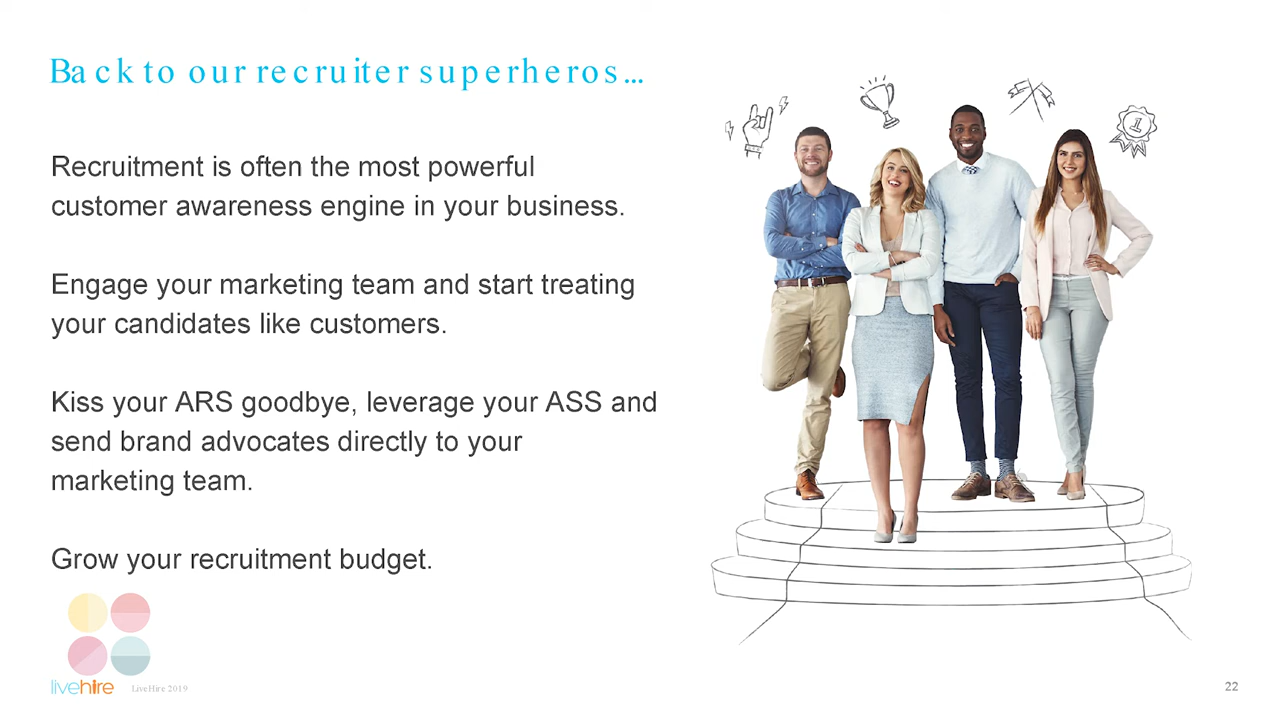 Back to our recruiter superheros...
Recruitment is often the most powerful
customer awareness engine in your business.
Engage your marketing team and start treating
your candidates like customers.
Kiss your ARS goodbye, leverage your ASS and
send brand advocates directly to your
marketing team.
Grow your recruitment budget.
1
livehire
LiveHire 2019
22